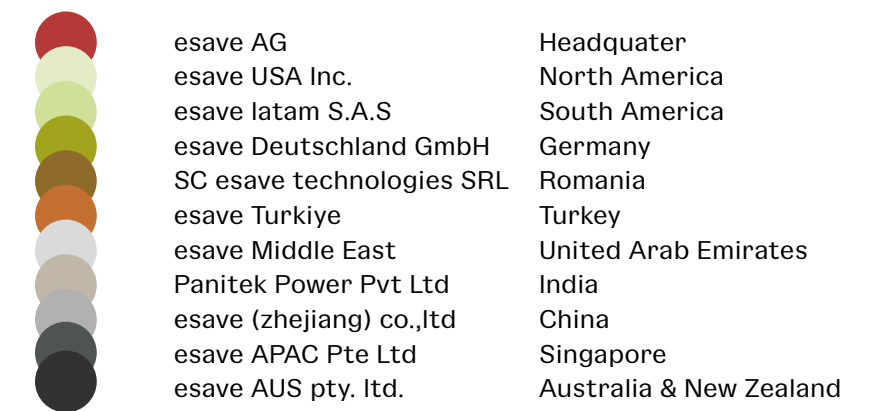 esave AG Headquater
esave USA Inc. North America
esave latam S.A.S South America
esave Deutschland GmbH Germany
SC esave technologies SRL Romania
esave Turkiye Turkey
esave Middle East United Arab Emirates
Panitek Power Pvt Ltd India
esave (zhejiang) co.,ltd China
esave APAC Pte Ltd Singapore
esave AUS pty. ltd. Australia & New Zealand